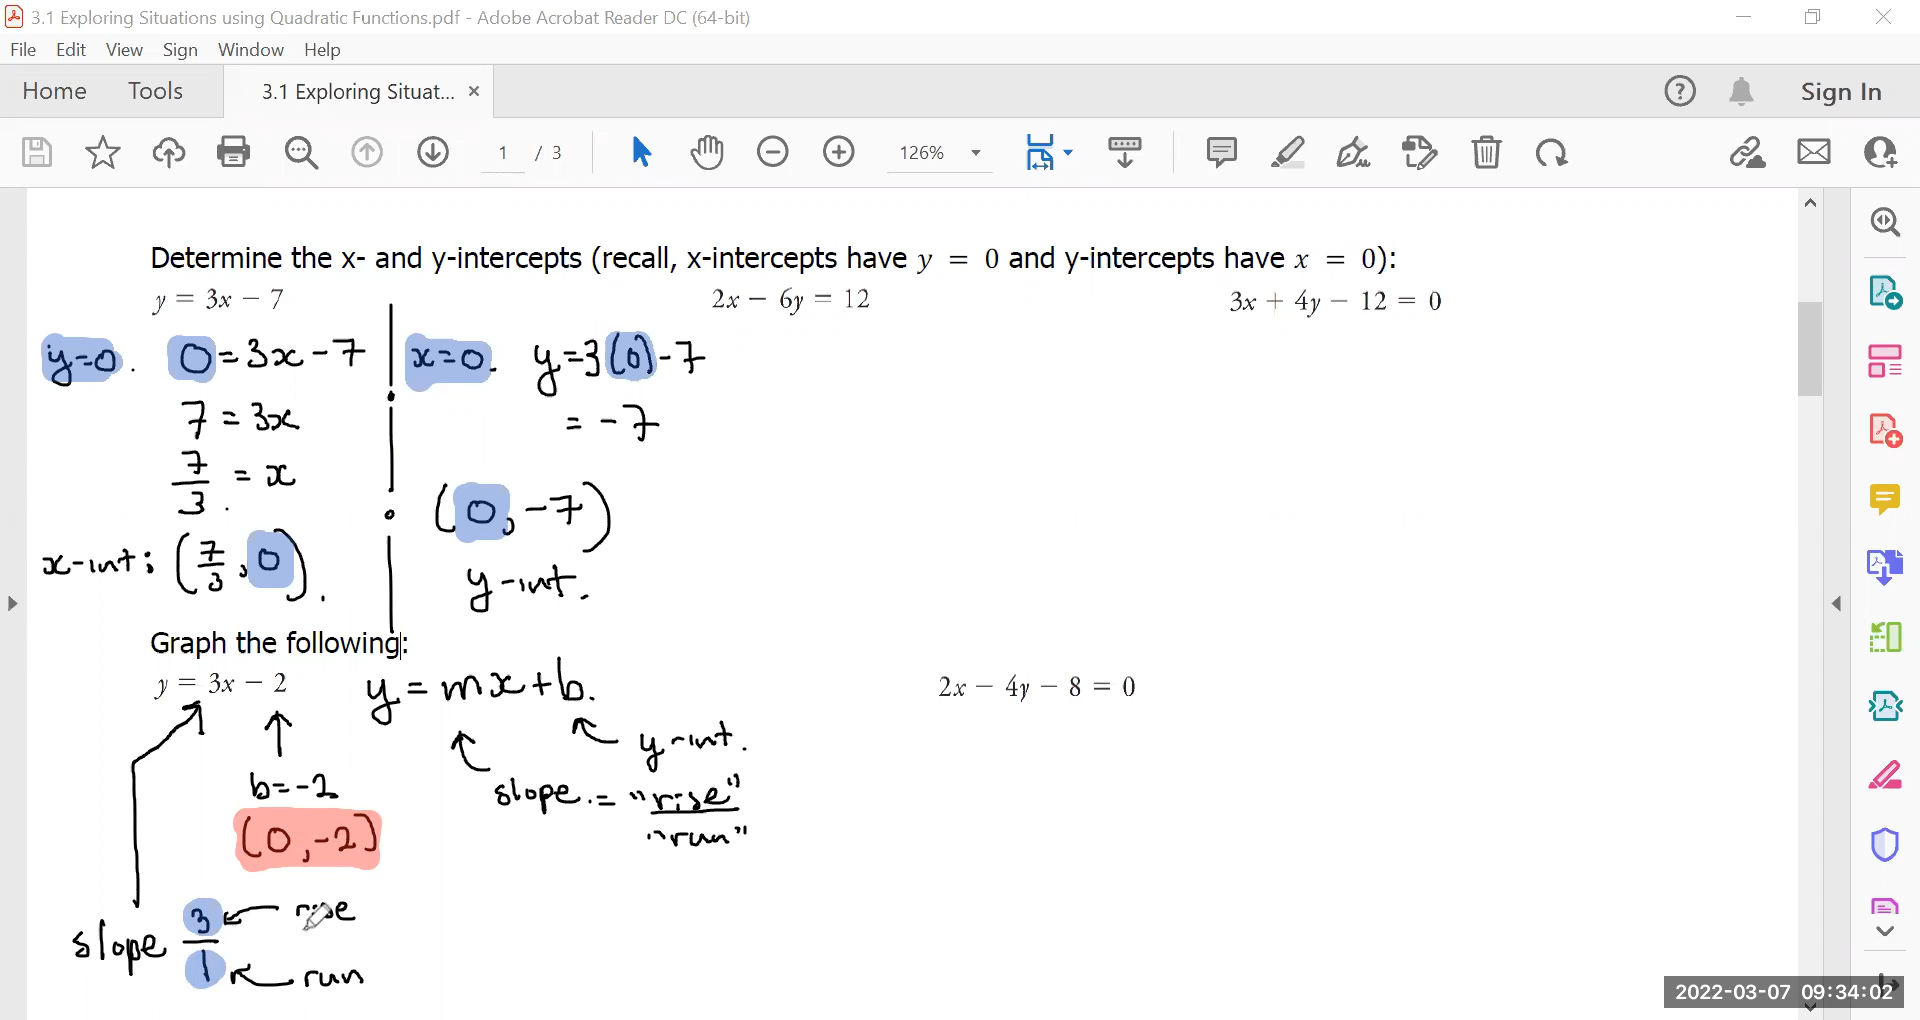 3.1 Exploring Situations using Quadratic Functions.pdf - Adobe Acrobat Reader DC (64-bit)
File Edit View Sign Window Help
Home Tools 3.1 Exploring Situat... × Sign In
1 / 3 126%
Determine the x- and y-intercepts (recall, x-intercepts have y = 0 and y-intercepts have x = 0):
y = 3x − 7 2x − 6y = 12 3x + 4y − 12 = 0
y=0. 0=3x-7 x=0. y=3(0)-7
7 = 3x = -7
7/3 = x
(0, -7)
x-int: (7/3, 0).
y-int.
Graph the following:
y = 3x − 2 y = mx+b. 2x − 4y − 8 = 0
y-int.
b=-2 slope. = "rise"
"run"
(0, -2)
slope 3/1 rise
run
2022-03-07 09:34:02